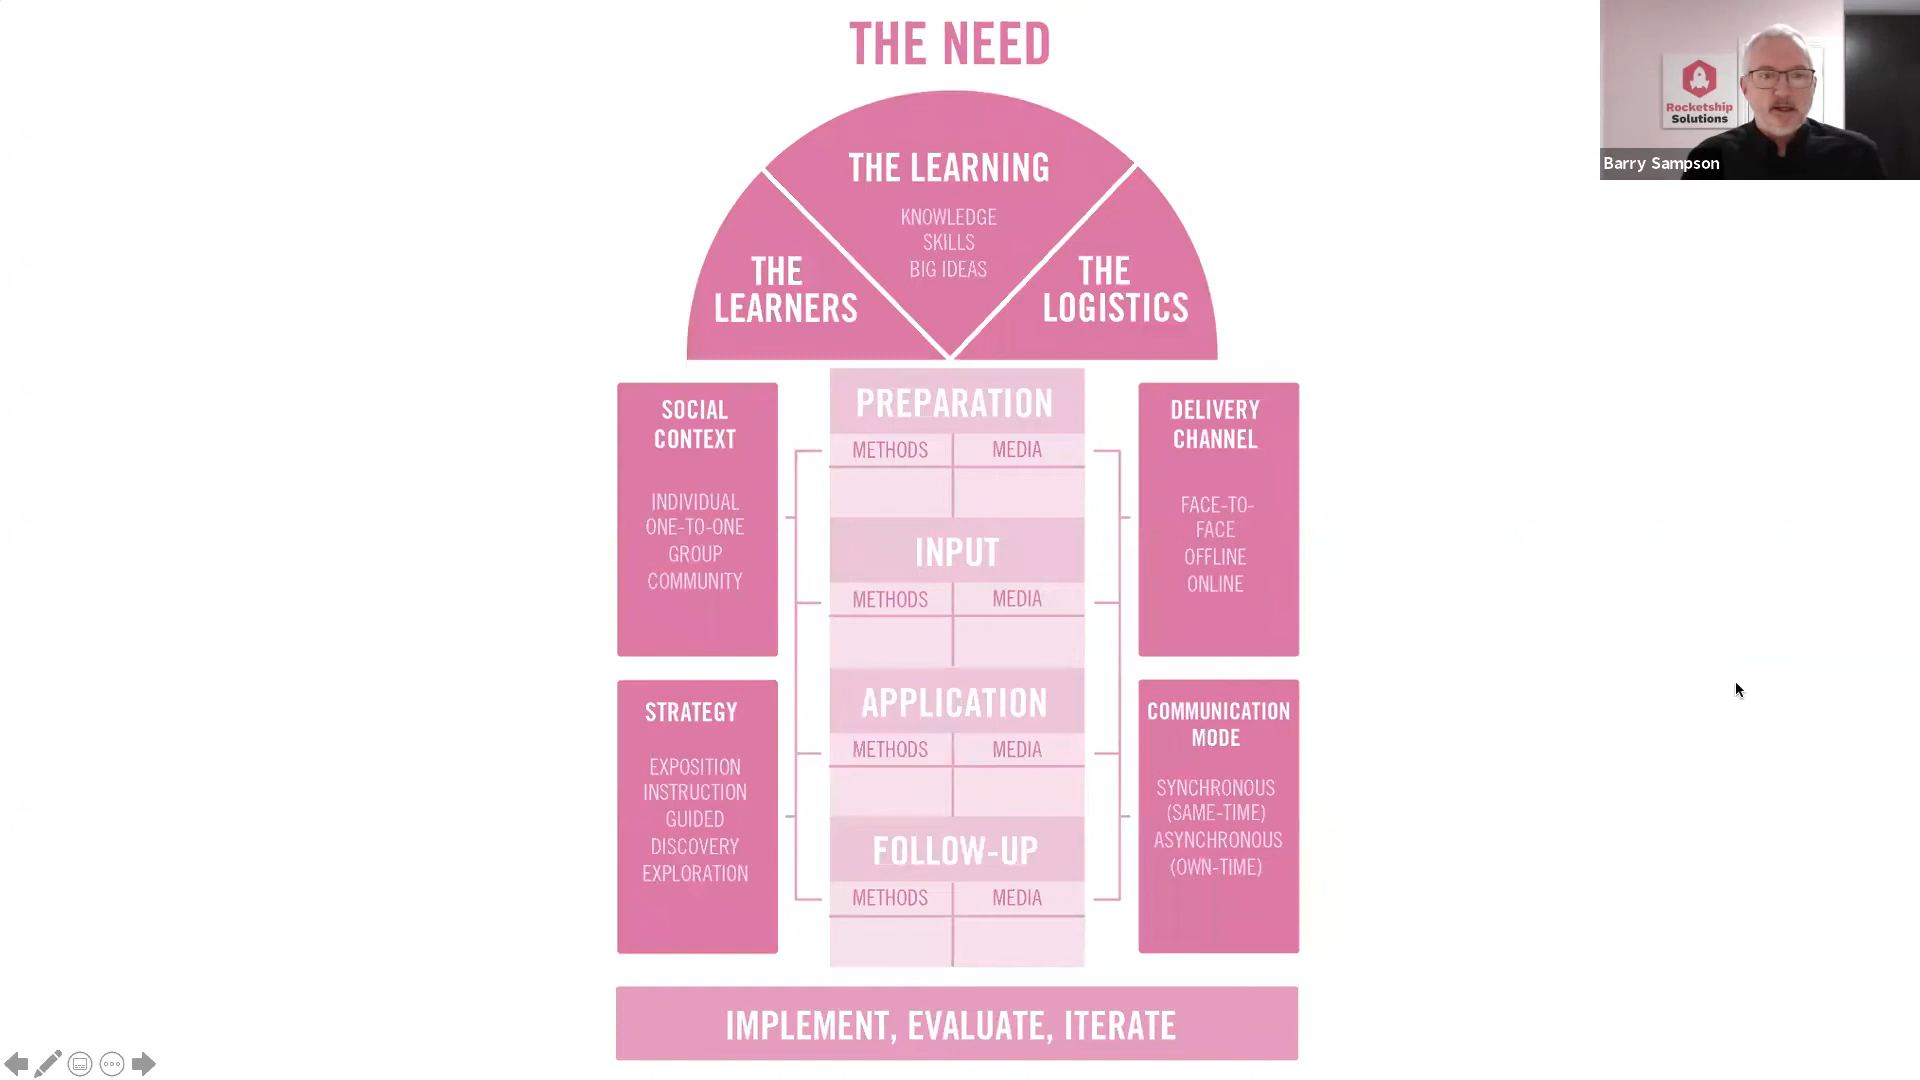 THE NEED
THE LEARNING
KNOWLEDGE
SKILLS
BIG IDEAS
THE
LEARNERS
THE
LOGISTICS
Rocketship
Solutions
Barry Sampson
SOCIAL
CONTEXT
INDIVIDUAL
ONE-TO-ONE
GROUP
COMMUNITY
STRATEGY
EXPOSITION
INSTRUCTION
GUIDED
DISCOVERY
EXPLORATION
PREPARATION
METHODS MEDIA
INPUT
METHODS MEDIA
APPLICATION
METHODS MEDIA
FOLLOW-UP
METHODS MEDIA
DELIVERY
CHANNEL
FACE-TO-
FACE
OFFLINE
ONLINE
COMMUNICATION
MODE
SYNCHRONOUS
(SAME-TIME)
ASYNCHRONOUS
(OWN-TIME)
IMPLEMENT, EVALUATE, ITERATE